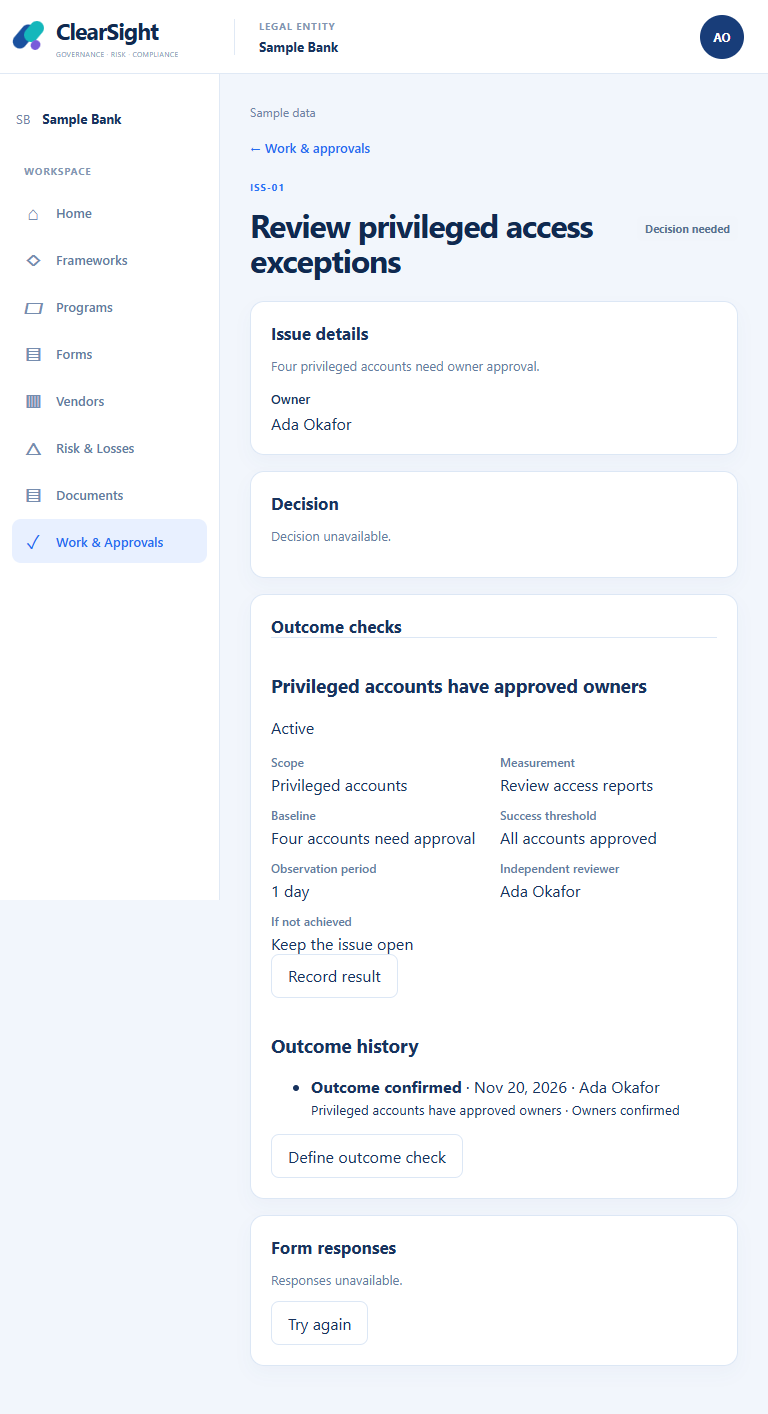 ClearSight
GOVERNANCE · RISK · COMPLIANCE
LEGAL ENTITY
Sample Bank
AO
SB Sample Bank
WORKSPACE
Home
Frameworks
Programs
Forms
Vendors
Risk & Losses
Documents
Work & Approvals
Sample data
← Work & approvals
ISS-01
Review privileged access
exceptions
Decision needed
Issue details
Four privileged accounts need owner approval.
Owner
Ada Okafor
Decision
Decision unavailable.
Outcome checks
Privileged accounts have approved owners
Active
Scope
Privileged accounts
Measurement
Review access reports
Baseline
Four accounts need approval
Success threshold
All accounts approved
Observation period
1 day
Independent reviewer
Ada Okafor
If not achieved
Keep the issue open
Record result
Outcome history
• Outcome confirmed · Nov 20, 2026 · Ada Okafor
Privileged accounts have approved owners · Owners confirmed
Define outcome check
Form responses
Responses unavailable.
Try again